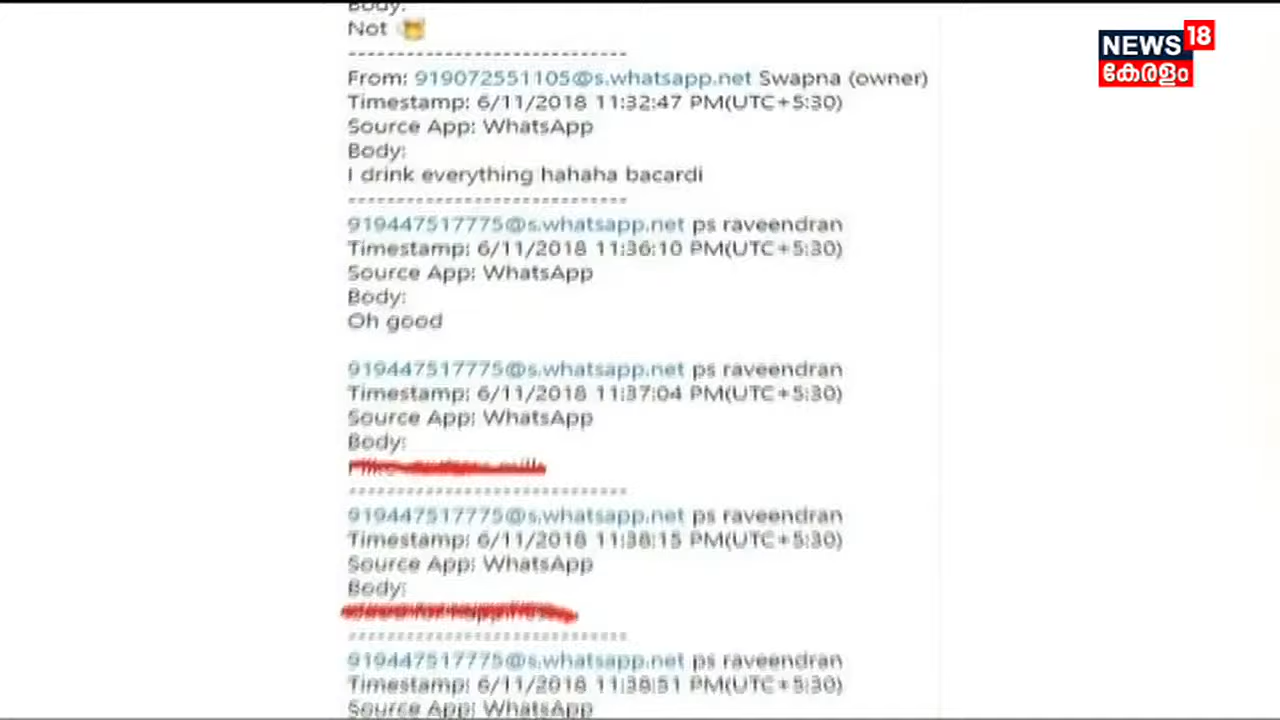 Body:
Not
----------------------------
From: 919072551105@s.whatsapp.net Swapna (owner)
Timestamp: 6/11/2018 11:32:47 PM(UTC+5:30)
Source App: WhatsApp
Body:
I drink everything hahaha bacardi
----------------------------
919447517775@s.whatsapp.net ps raveendran
Timestamp: 6/11/2018 11:36:10 PM(UTC+5:30)
Source App: WhatsApp
Body:
Oh good
919447517775@s.whatsapp.net ps raveendran
Timestamp: 6/11/2018 11:37:04 PM(UTC+5:30)
Source App: WhatsApp
Body:
----------------------------
919447517775@s.whatsapp.net ps raveendran
Timestamp: 6/11/2018 11:38:15 PM(UTC+5:30)
Source App: WhatsApp
Body:
----------------------------
919447517775@s.whatsapp.net ps raveendran
Timestamp: 6/11/2018 11:38:51 PM(UTC+5:30)
Source App: WhatsApp
NEWS 18
കേരളം